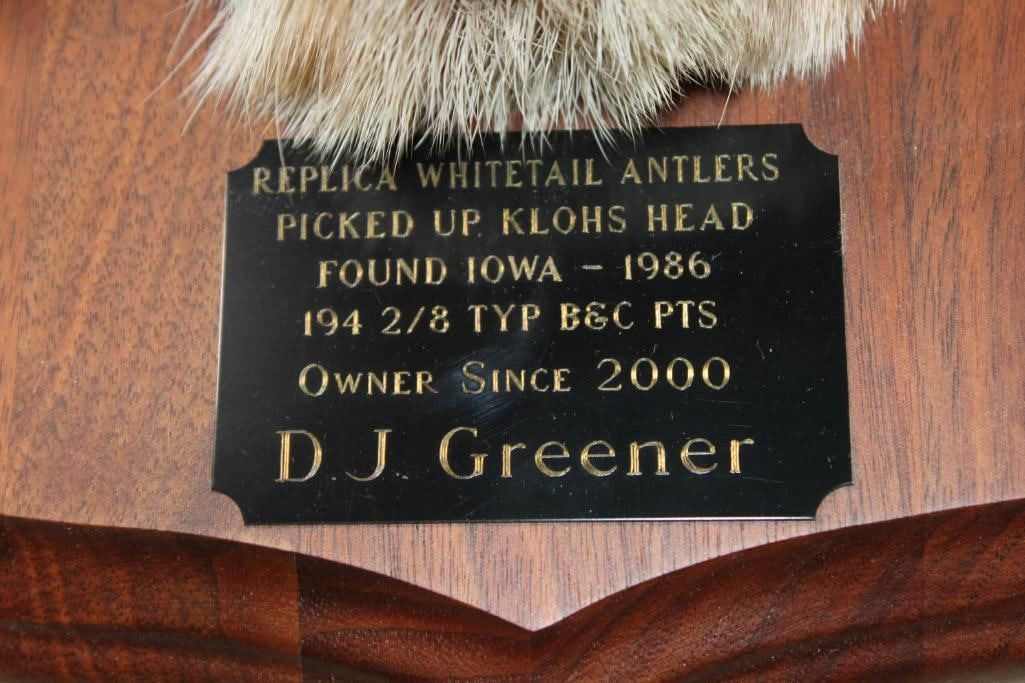 REPLICA WHITETAIL ANTLERS
PICKED UP KLOHS HEAD
FOUND IOWA - 1986
194 2/8 TYP B&C PTS
OWNER SINCE 2000
D J Greener